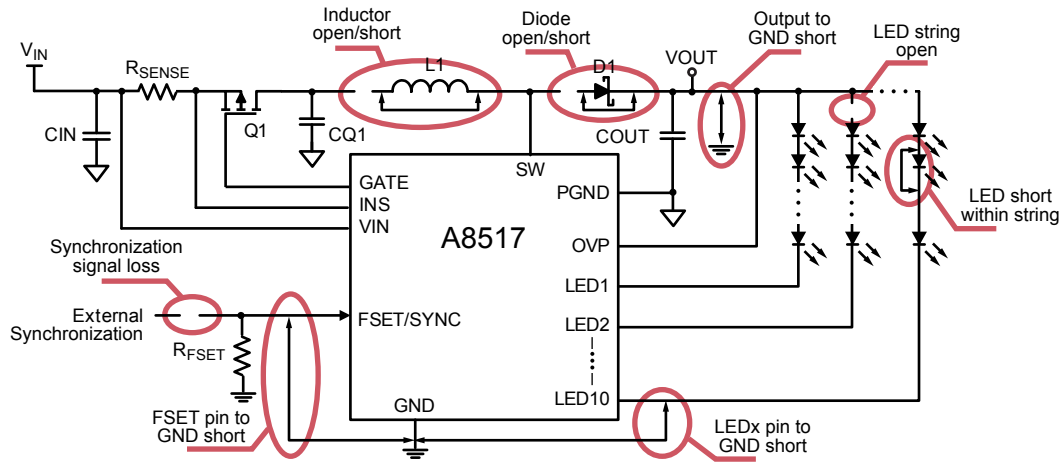 Inductor
open/short
Diode
open/short
Output to
GND short
LED string
open
VIN
RSENSE
L1
D1
VOUT
CIN
Q1
CQ1
COUT
SW
GATE
INS
VIN
PGND
LED short
within string
A8517
OVP
Synchronization
signal loss
LED1
External
Synchronization
FSET/SYNC
LED2
RFSET
LED10
GND
FSET pin to
GND short
LEDx pin to
GND short